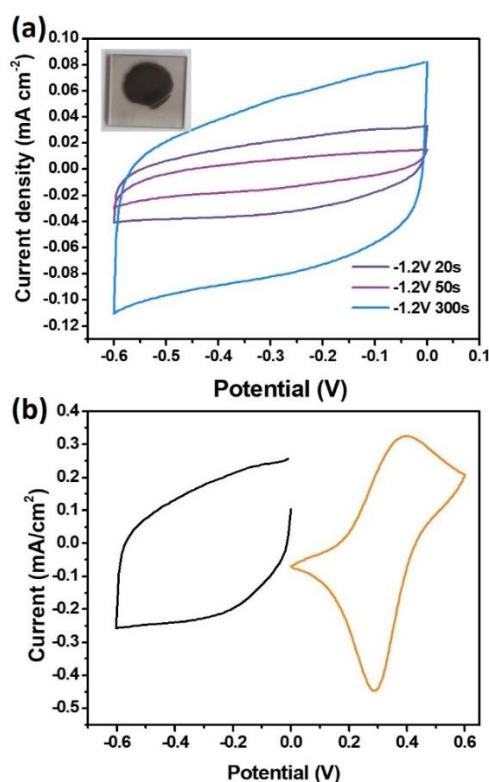 (a)
Current density (mA cm⁻²)
0.10
0.08
0.06
0.04
0.02
0.00
-0.02
-0.04
-0.06
-0.08
-0.10
-0.12
-1.2V 20s
-1.2V 50s
-1.2V 300s
-0.6 -0.5 -0.4 -0.3 -0.2 -0.1 0.0 0.1
Potential (V)
(b)
Current (mA/cm²)
0.4
0.3
0.2
0.1
0.0
-0.1
-0.2
-0.3
-0.4
-0.5
-0.6 -0.4 -0.2 0.0 0.2 0.4 0.6
Potential (V)